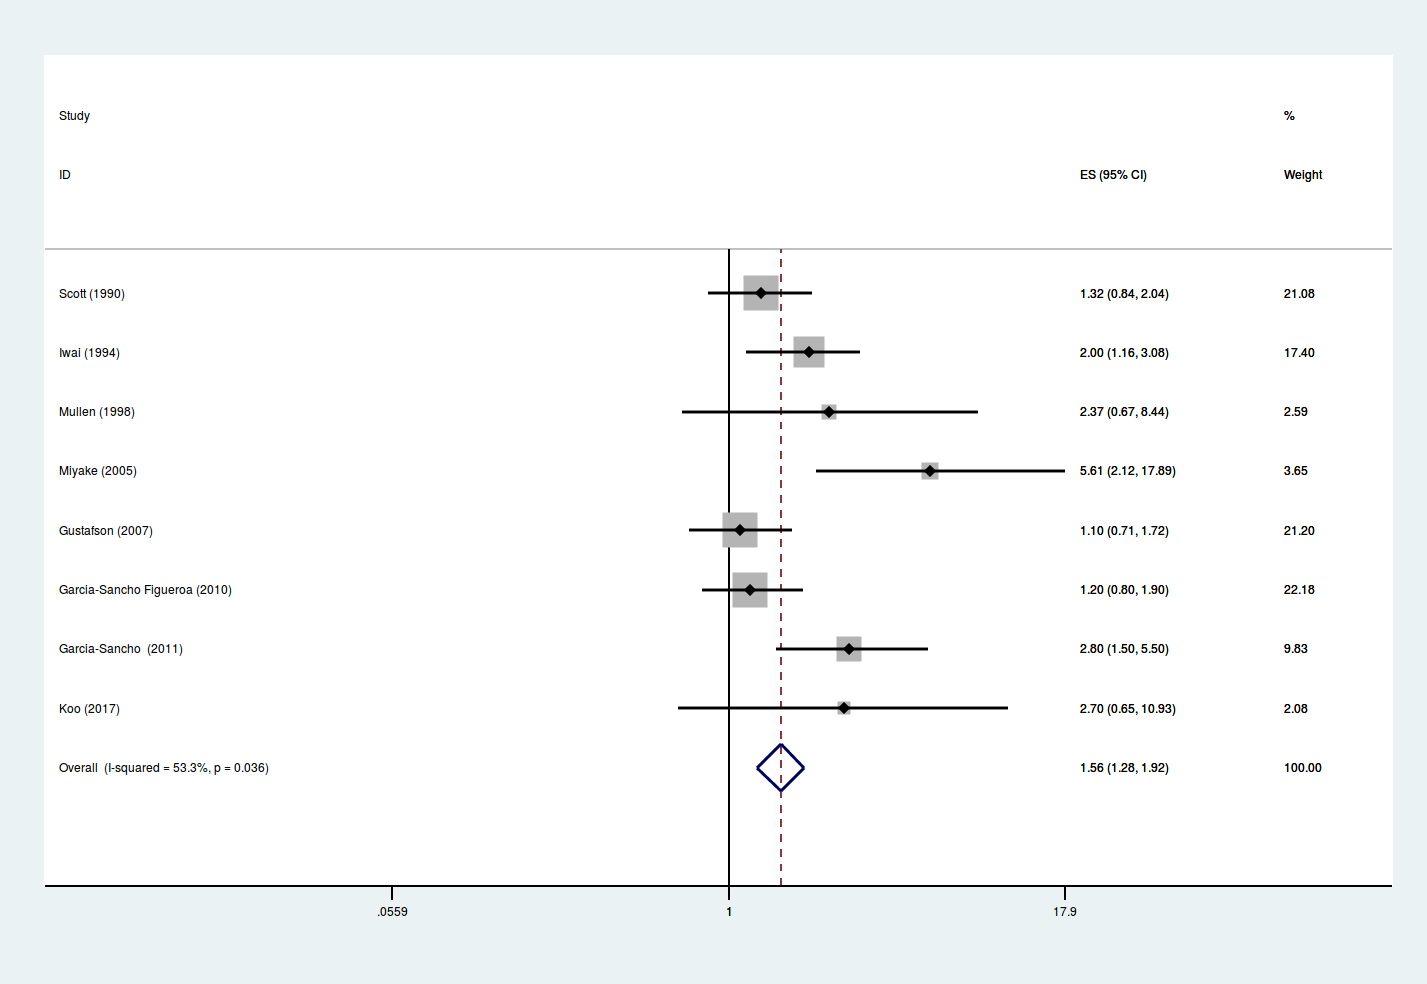 Study %
ID ES (95% CI) Weight
Scott (1990) 1.32 (0.84, 2.04) 21.08
Iwai (1994) 2.00 (1.16, 3.08) 17.40
Mullen (1998) 2.37 (0.67, 8.44) 2.59
Miyake (2005) 5.61 (2.12, 17.89) 3.65
Gustafson (2007) 1.10 (0.71, 1.72) 21.20
Garcia-Sancho Figueroa (2010) 1.20 (0.80, 1.90) 22.18
Garcia-Sancho (2011) 2.80 (1.50, 5.50) 9.83
Koo (2017) 2.70 (0.65, 10.93) 2.08
Overall (I-squared = 53.3%, p = 0.036) 1.56 (1.28, 1.92) 100.00
.0559 1 17.9